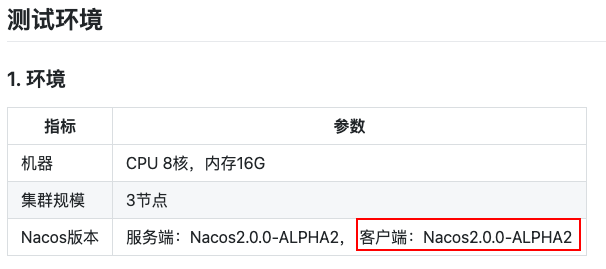 测试环境
1. 环境
指标 参数
机器 CPU 8核，内存16G
集群规模 3节点
Nacos版本 服务端：Nacos2.0.0-ALPHA2， 客户端：Nacos2.0.0-ALPHA2